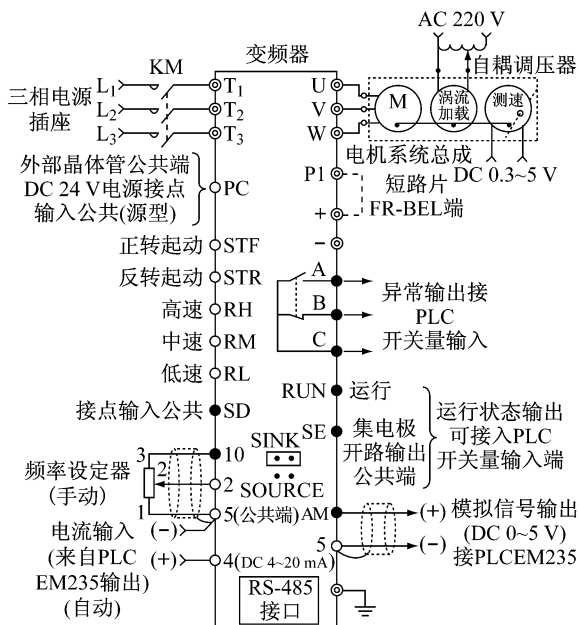 AC 220 V
变频器
自耦调压器
KM
L1
L2
L3
三相电源
插座
T1
T2
T3
U
V
W
M
涡流
加载
测速
电机系统总成
DC 0.3~5 V
外部晶体管公共端
DC 24 V电源接点
输入公共(源型)
PC
P1
短路片
FR-BEL端
+
−
正转起动
STF
反转起动
STR
高速
RH
中速
RM
低速
RL
接点输入公共
SD
A
B
C
异常输出接
PLC
开关量输入
RUN
运行
SE
集电极
开路输出
公共端
运行状态输出
可接入PLC
开关量输入端
频率设定器
(手动)
3
2
1
10
2
5(公共端)
SINK
SOURCE
AM
(+)
模拟信号输出
(DC 0~5 V)
接PLCEM235
5
(−)
电流输入
(来自PLC
EM235输出)
(自动)
(−)
(+)
4(DC 4~20 mA)
RS-485
接口